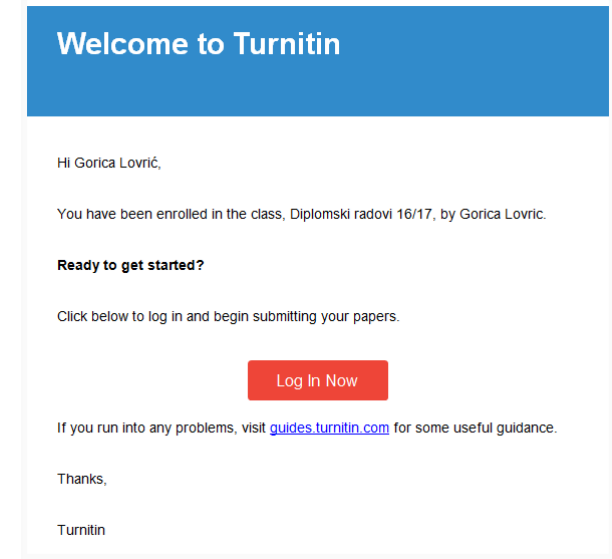 Welcome to Turnitin
Hi Gorica Lovrić,
You have been enrolled in the class, Diplomski radovi 16/17, by Gorica Lovric.
Ready to get started?
Click below to log in and begin submitting your papers.
Log In Now
If you run into any problems, visit guides.turnitin.com for some useful guidance.
Thanks,
Turnitin